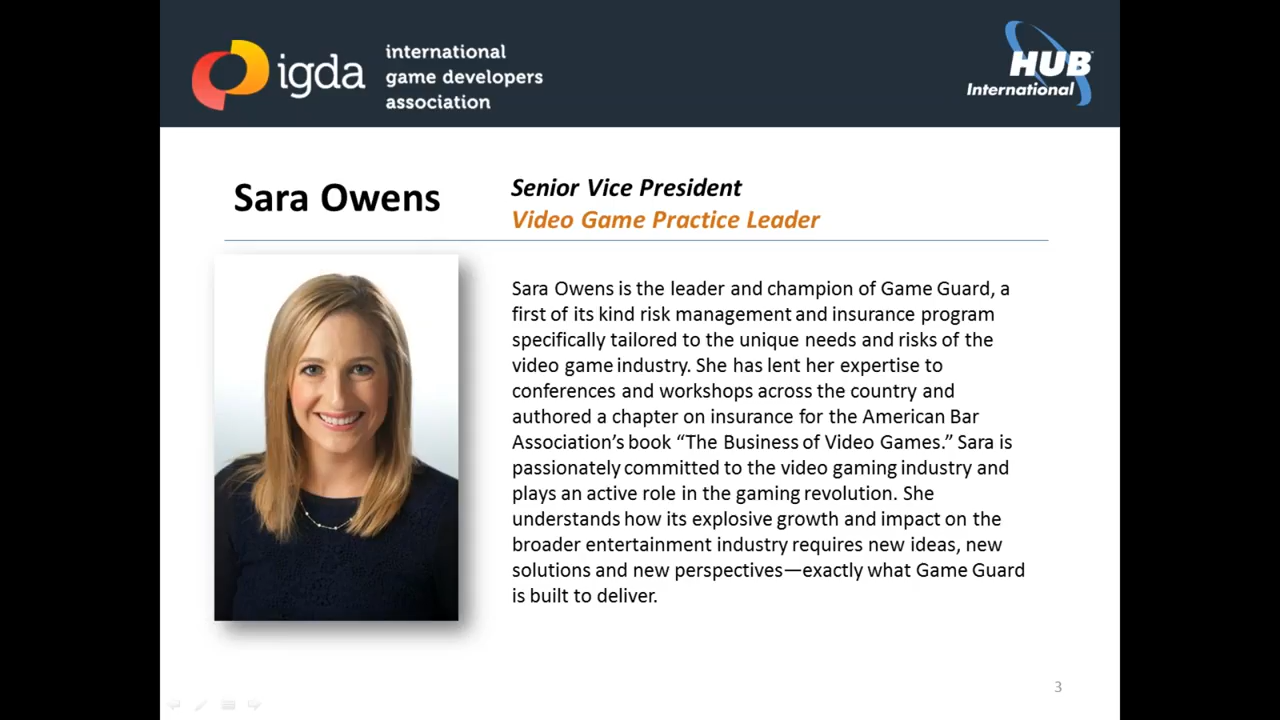 igda
international
game developers
association
HUB
International
Sara Owens
Senior Vice President
Video Game Practice Leader
Sara Owens is the leader and champion of Game Guard, a
first of its kind risk management and insurance program
specifically tailored to the unique needs and risks of the
video game industry. She has lent her expertise to
conferences and workshops across the country and
authored a chapter on insurance for the American Bar
Association’s book “The Business of Video Games.” Sara is
passionately committed to the video gaming industry and
plays an active role in the gaming revolution. She
understands how its explosive growth and impact on the
broader entertainment industry requires new ideas, new
solutions and new perspectives—exactly what Game Guard
is built to deliver.
3